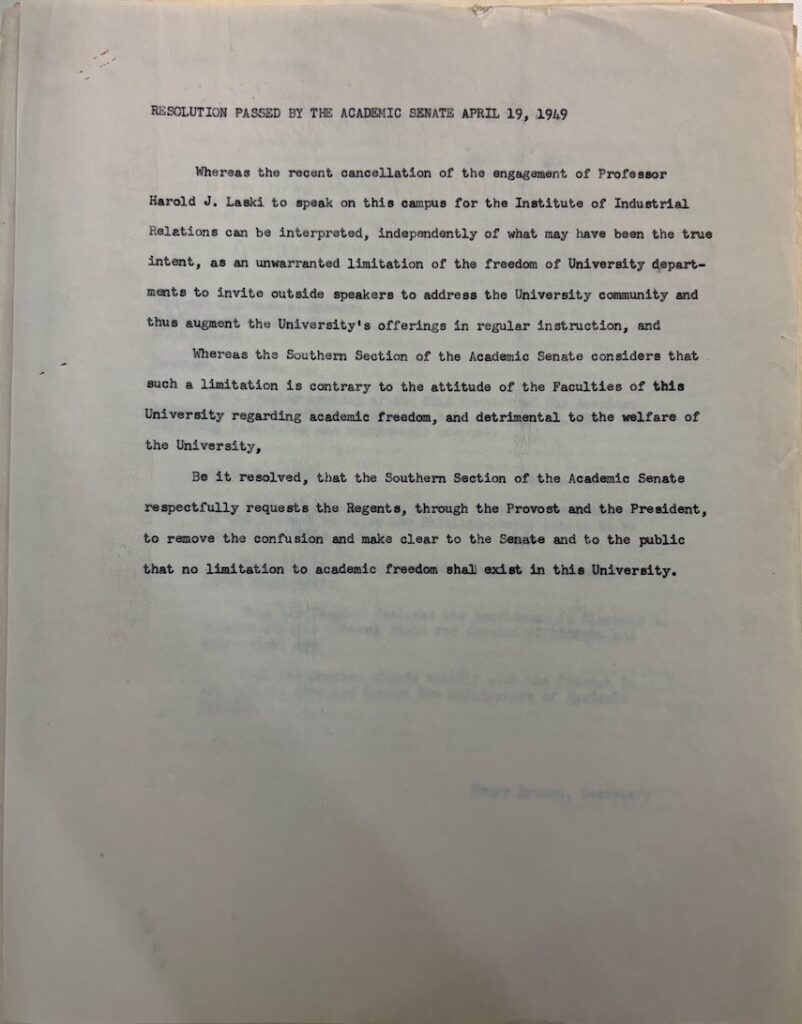 RESOLUTION PASSED BY THE ACADEMIC SENATE APRIL 19, 1949
Whereas the recent cancellation of the engagement of Professor
Harold J. Laski to speak on this campus for the Institute of Industrial
Relations can be interpreted, independently of what may have been the true
intent, as an unwarranted limitation of the freedom of University depart-
ments to invite outside speakers to address the University community and
thus augment the University's offerings in regular instruction, and
Whereas the Southern Section of the Academic Senate considers that
such a limitation is contrary to the attitude of the Faculties of this
University regarding academic freedom, and detrimental to the welfare of
the University,
Be it resolved, that the Southern Section of the Academic Senate
respectfully requests the Regents, through the Provost and the President,
to remove the confusion and make clear to the Senate and to the public
that no limitation to academic freedom shall exist in this University.